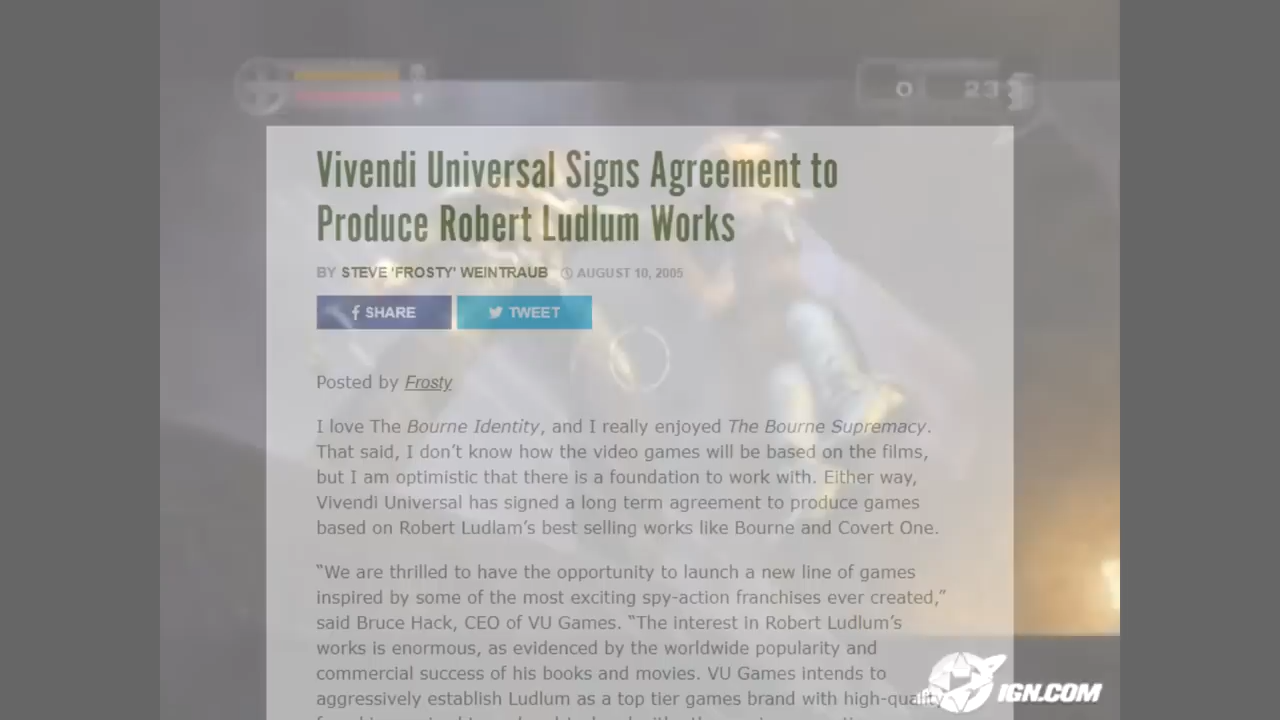 0 23
Vivendi Universal Signs Agreement to
Produce Robert Ludlum Works
BY STEVE 'FROSTY' WEINTRAUB AUGUST 10, 2005
SHARE TWEET
Posted by Frosty
I love The Bourne Identity, and I really enjoyed The Bourne Supremacy.
That said, I don't know how the video games will be based on the films,
but I am optimistic that there is a foundation to work with. Either way,
Vivendi Universal has signed a long term agreement to produce games
based on Robert Ludlam's best selling works like Bourne and Covert One.
“We are thrilled to have the opportunity to launch a new line of games
inspired by some of the most exciting spy-action franchises ever created,”
said Bruce Hack, CEO of VU Games. “The interest in Robert Ludlum's
works is enormous, as evidenced by the worldwide popularity and
commercial success of his books and movies. VU Games intends to
aggressively establish Ludlum as a top tier games brand with high-quality
IGN.COM